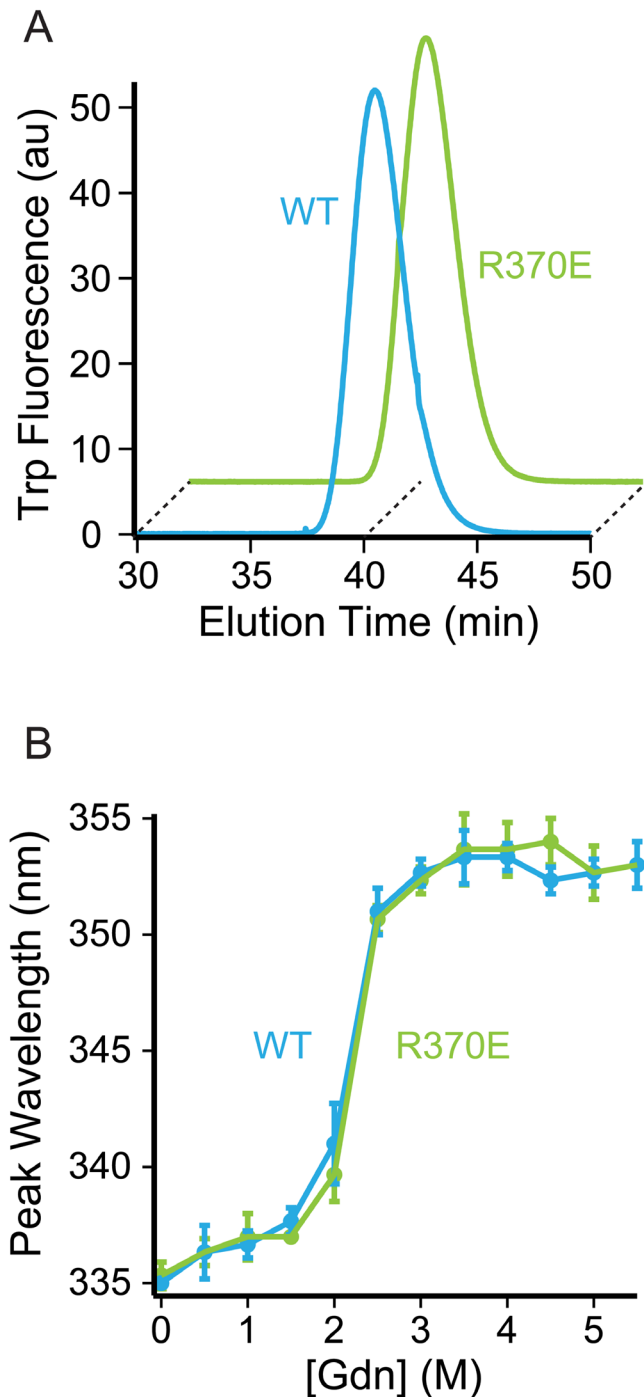 A
Trp Fluorescence (au)
50
40
30
20
10
0
WT
R370E
30 35 40 45 50
Elution Time (min)
B
Peak Wavelength (nm)
355
350
345
340
335
WT R370E
0 1 2 3 4 5
[Gdn] (M)